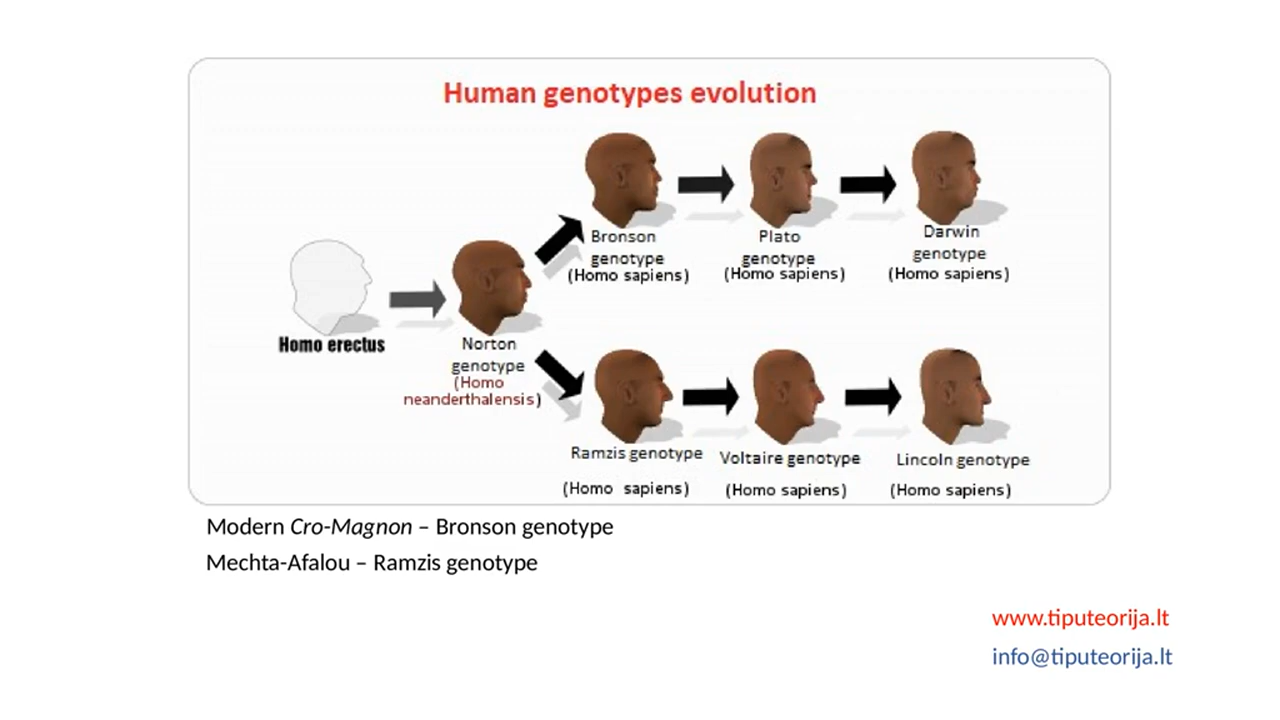 Human genotypes evolution
Bronson
genotype
(Homo sapiens)
Plato
genotype
(Homo sapiens)
Darwin
genotype
(Homo sapiens)
Homo erectus
Norton
genotype
(Homo
neanderthalensis)
Ramzis genotype
(Homo sapiens)
Voltaire genotype
(Homo sapiens)
Lincoln genotype
(Homo sapiens)
Modern Cro-Magnon – Bronson genotype
Mechta-Afalou – Ramzis genotype
www.tiputeorija.lt
info@tiputeorija.lt